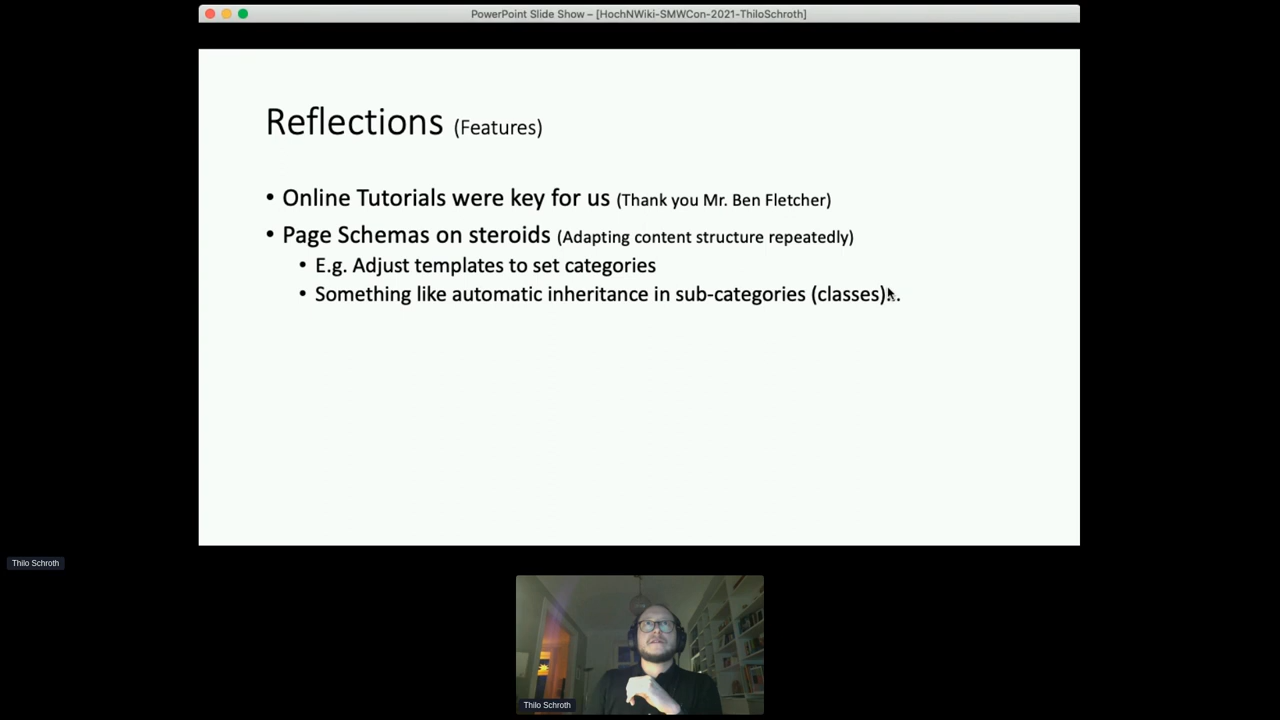 PowerPoint Slide Show – [HochNWiki-SMWCon-2021-ThiloSchroth]
Reflections (Features)
• Online Tutorials were key for us (Thank you Mr. Ben Fletcher)
• Page Schemas on steroids (Adapting content structure repeatedly)
• E.g. Adjust templates to set categories
• Something like automatic inheritance in sub-categories (classes)..
Thilo Schroth
Thilo Schroth